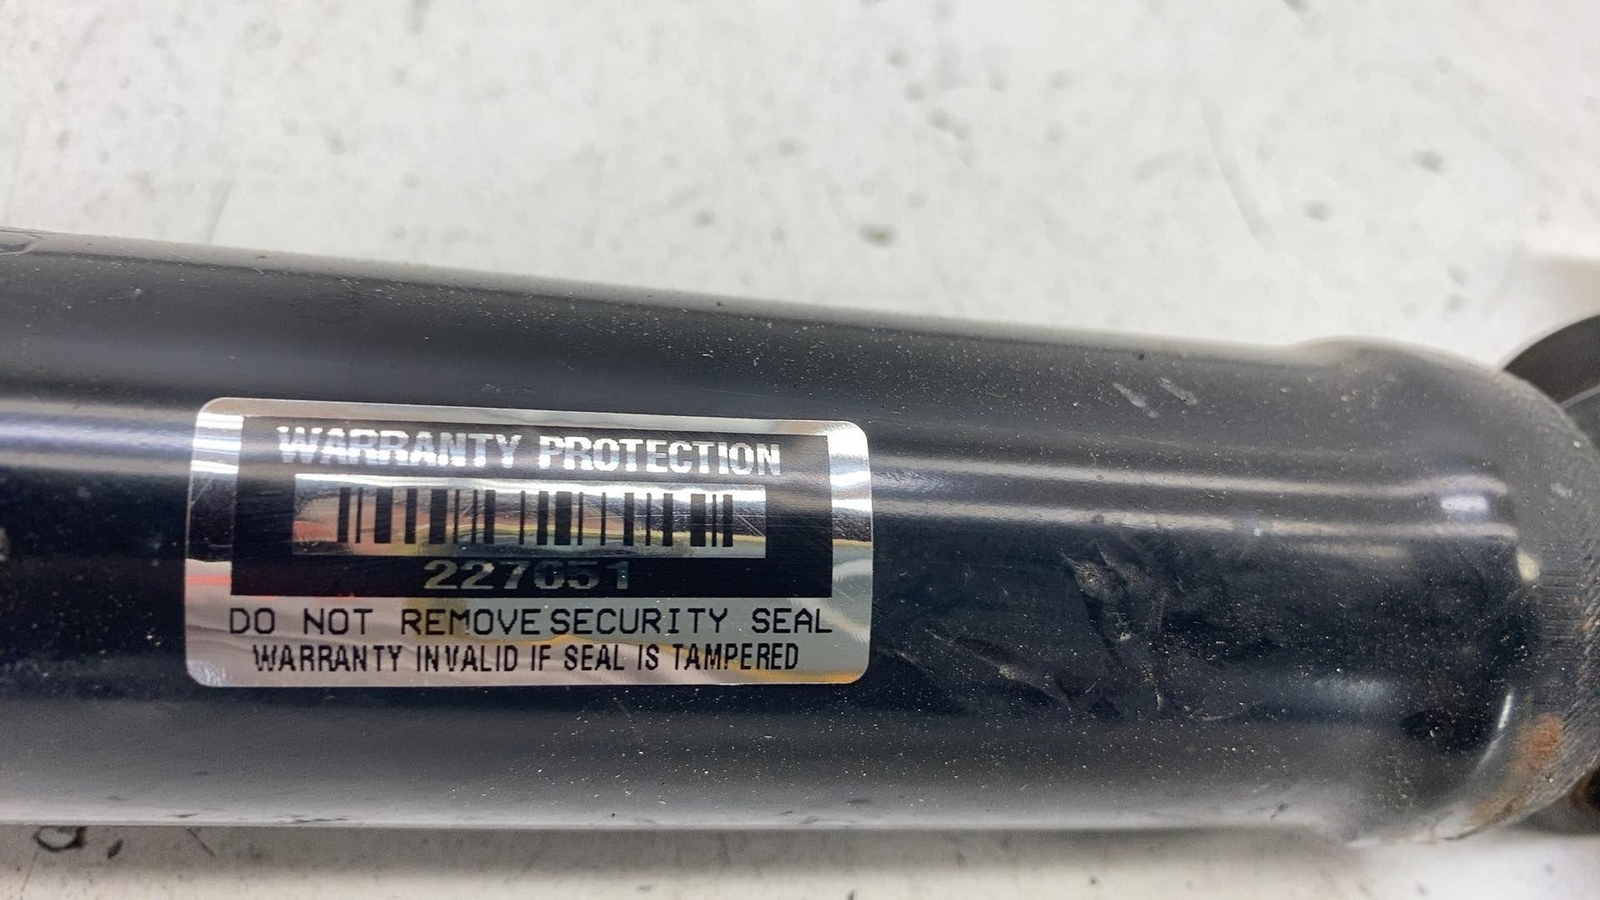 WARRANTY PROTECTION
227051
DO NOT REMOVE SECURITY SEAL
WARRANTY INVALID IF SEAL IS TAMPERED